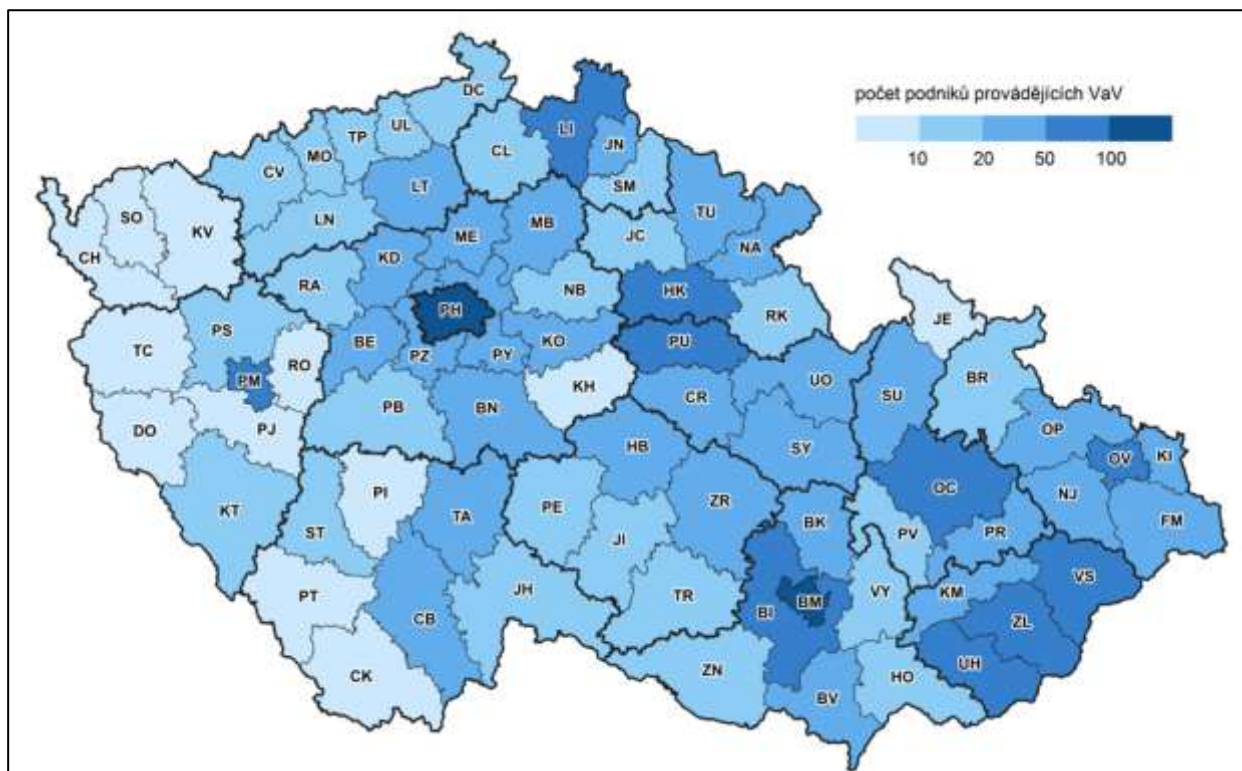 počet podniků provádějících VaV
10 20 50 100
DC
LI
UL
TP
JN
CL
MO
CV
SM
LT
LN
TU
MB
SO
KV
ME
JC
NA
CH
KD
RA
NB
HK
PH
RK
JE
PS
BE
PU
TC
KO
PY
PZ
RO
PM
KH
UO
SU
BR
CR
PB
BN
DO
PJ
OP
HB
SY
OV
KI
OC
NJ
PI
ZR
KT
TA
PE
BK
FM
ST
PV
PR
JI
VS
PT
JH
TR
VY
KM
BM
BI
CB
ZL
UH
CK
ZN
HO
BV